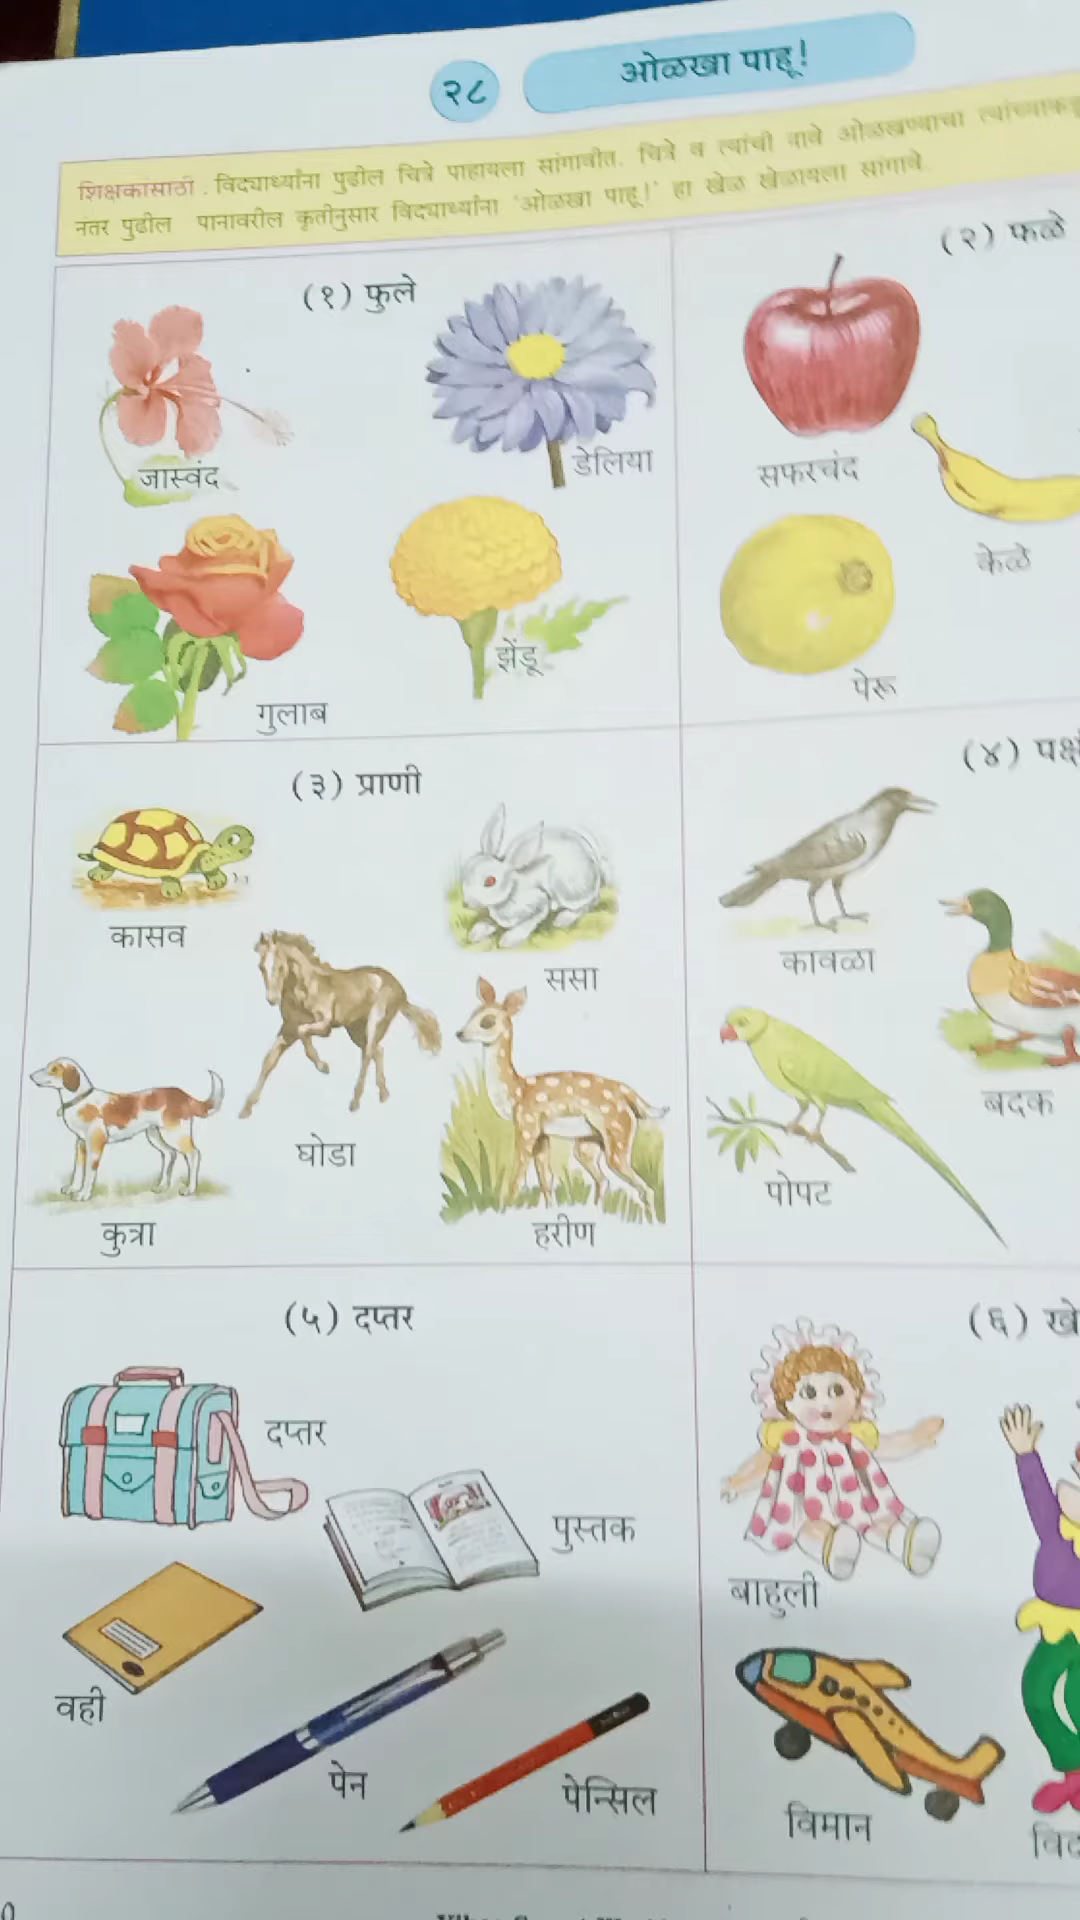 २८
ओळखा पाहू!
शिक्षकांसाठी : विद्यार्थ्यांना पुढील चित्रे पाहायला सांगावीत. चित्रे व त्यांची नावे ओळखण्याचा
नंतर पुढील पानावरील कृतीनुसार विद्यार्थ्यांना 'ओळखा पाहू!' हा खेळ खेळायला सांगावे.
(१) फुले
जास्वंद
डेलिया
गुलाब
झेंडू
(२) फळे
सफरचंद
केळे
पेरू
(३) प्राणी
कासव
ससा
घोडा
कुत्रा
हरीण
(४)
कावळा
बदक
पोपट
(५) दप्तर
दप्तर
पुस्तक
वही
पेन
पेन्सिल
(६)
बाहुली
विमान